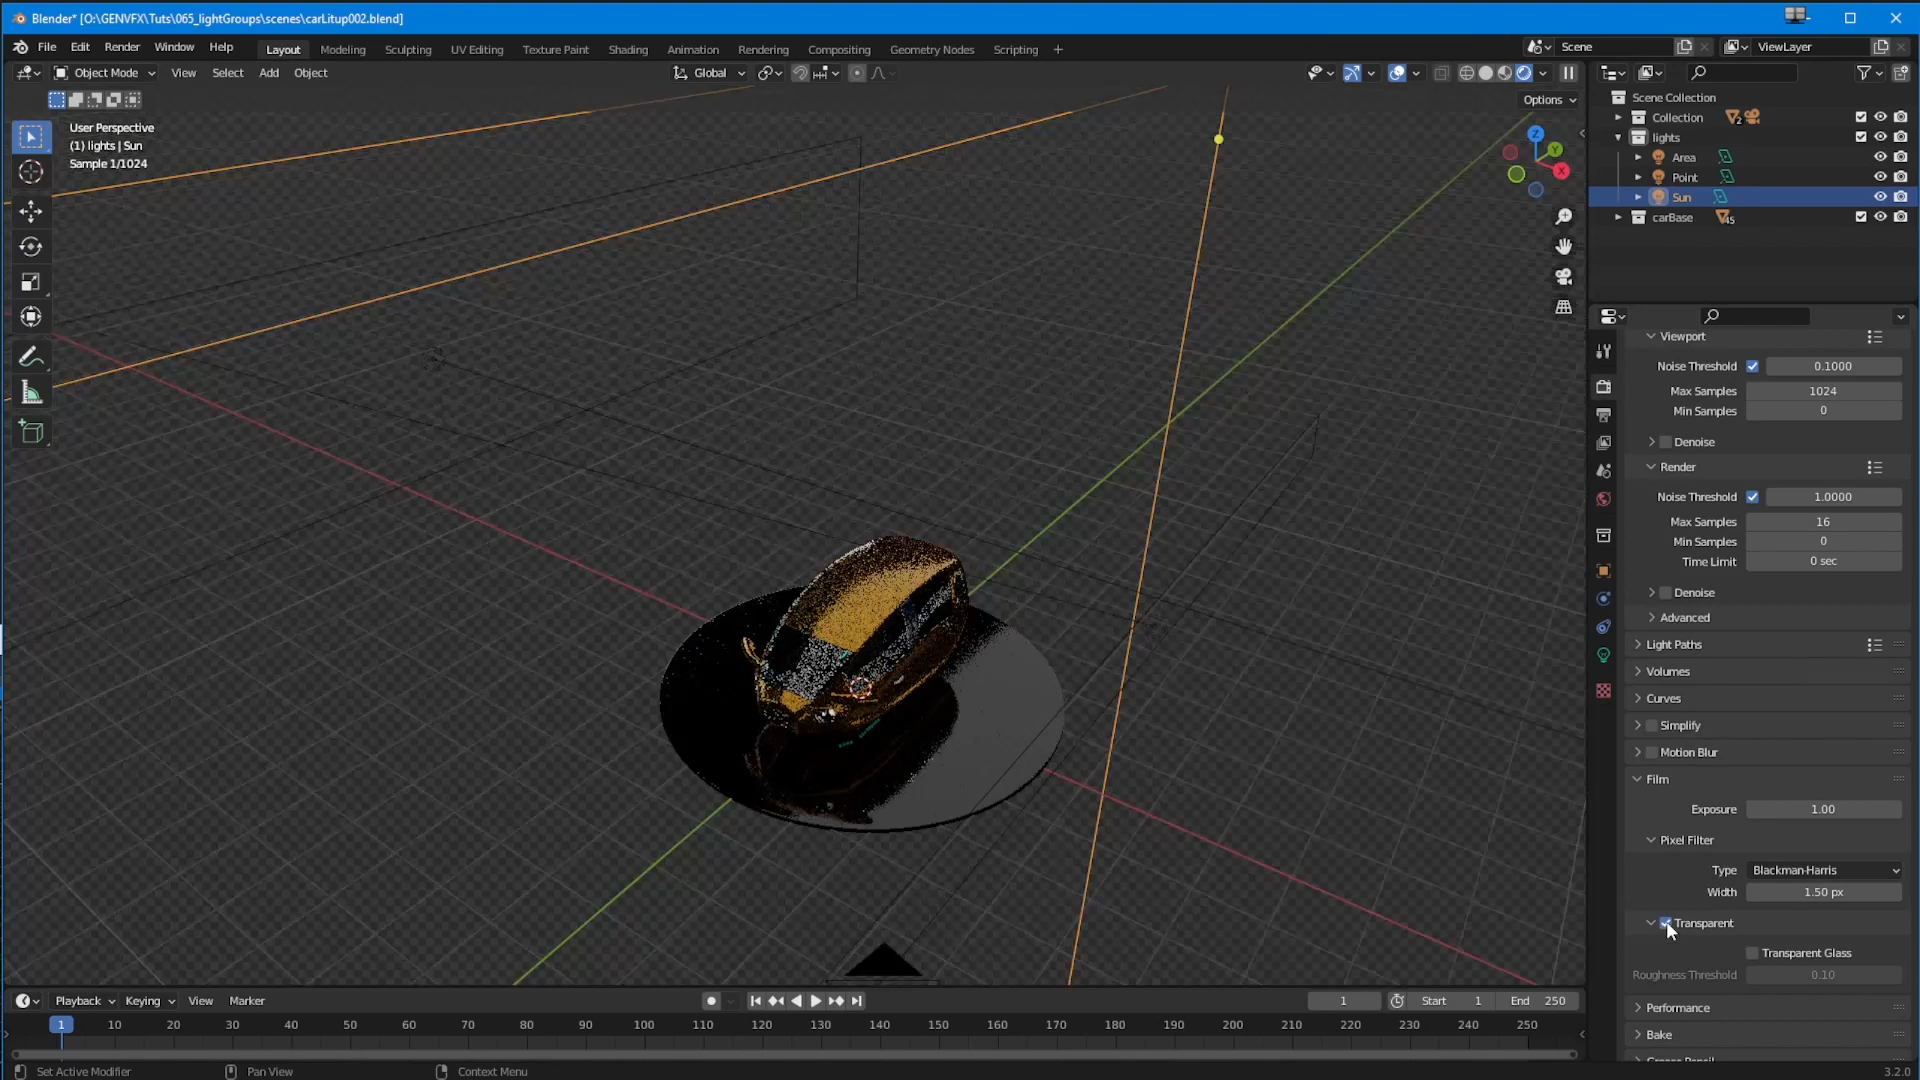 Blender* [O:\GENVFX\Tuts\065_lightGroups\scenes\carLitup002.blend]
File Edit Render Window Help Layout Modeling Sculpting UV Editing Texture Paint Shading Animation Rendering Compositing Geometry Nodes Scripting + Scene ViewLayer
Object Mode View Select Add Object Global
Options
User Perspective
(1) lights | Sun
Sample 1/1024
Z
Y
X
Scene Collection
Collection 2
lights
Area
Point
Sun
carBase 45
Viewport
Noise Threshold 0.1000
Max Samples 1024
Min Samples 0
Denoise
Render
Noise Threshold 1.0000
Max Samples 16
Min Samples 0
Time Limit 0 sec
Denoise
Advanced
Light Paths
Volumes
Curves
Simplify
Motion Blur
Film
Exposure 1.00
Pixel Filter
Type Blackman-Harris
Width 1.50 px
Transparent
Transparent Glass
Roughness Threshold 0.10
Performance
Bake
Playback Keying View Marker 1 Start 1 End 250
1 10 20 30 40 50 60 70 80 90 100 110 120 130 140 150 160 170 180 190 200 210 220 230 240 250
Set Active Modifier Pan View Context Menu 3.2.0